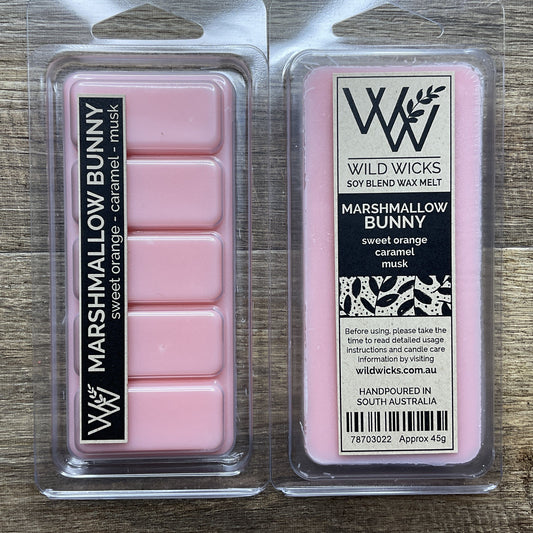 WW MARSHMALLOW BUNNY
sweet orange - caramel - musk
WW
WILD WICKS
SOY BLEND WAX MELT
MARSHMALLOW
BUNNY
sweet orange
caramel
musk
Before using, please take the
time to read detailed usage
instructions and candle care
information by visiting
wildwicks.com.au
HANDPOURED IN
SOUTH AUSTRALIA
78703022 Approx 45g